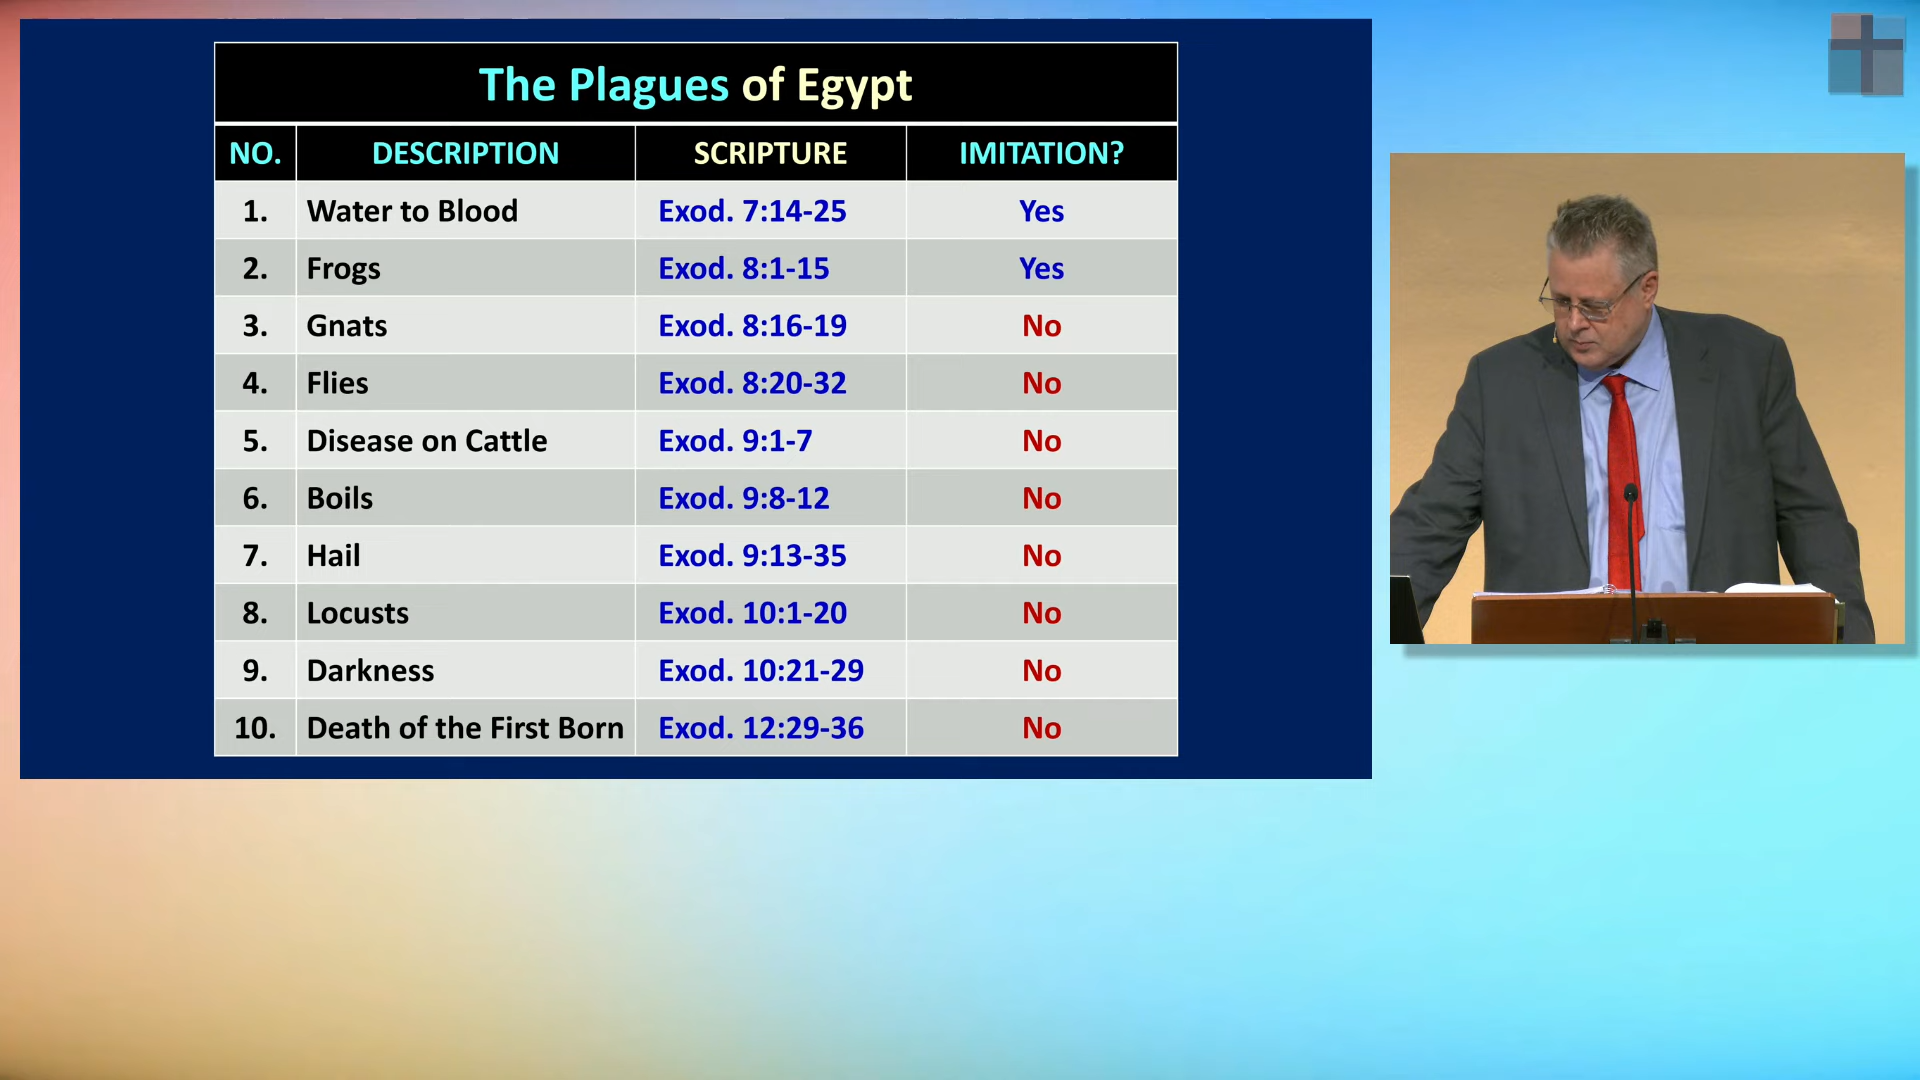 The Plagues of Egypt
NO. DESCRIPTION SCRIPTURE IMITATION?
1. Water to Blood Exod. 7:14-25 Yes
2. Frogs Exod. 8:1-15 Yes
3. Gnats Exod. 8:16-19 No
4. Flies Exod. 8:20-32 No
5. Disease on Cattle Exod. 9:1-7 No
6. Boils Exod. 9:8-12 No
7. Hail Exod. 9:13-35 No
8. Locusts Exod. 10:1-20 No
9. Darkness Exod. 10:21-29 No
10. Death of the First Born Exod. 12:29-36 No